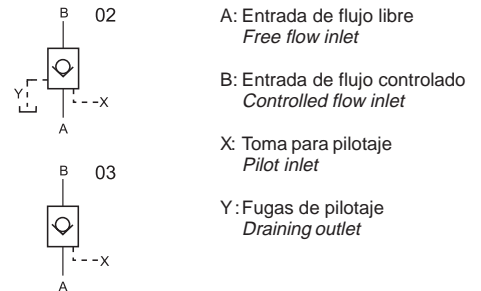 B 02
Y
X
A
B 03
X
A
A: Entrada de flujo libre
Free flow inlet
B: Entrada de flujo controlado
Controlled flow inlet
X: Toma para pilotaje
Pilot inlet
Y: Fugas de pilotaje
Draining outlet